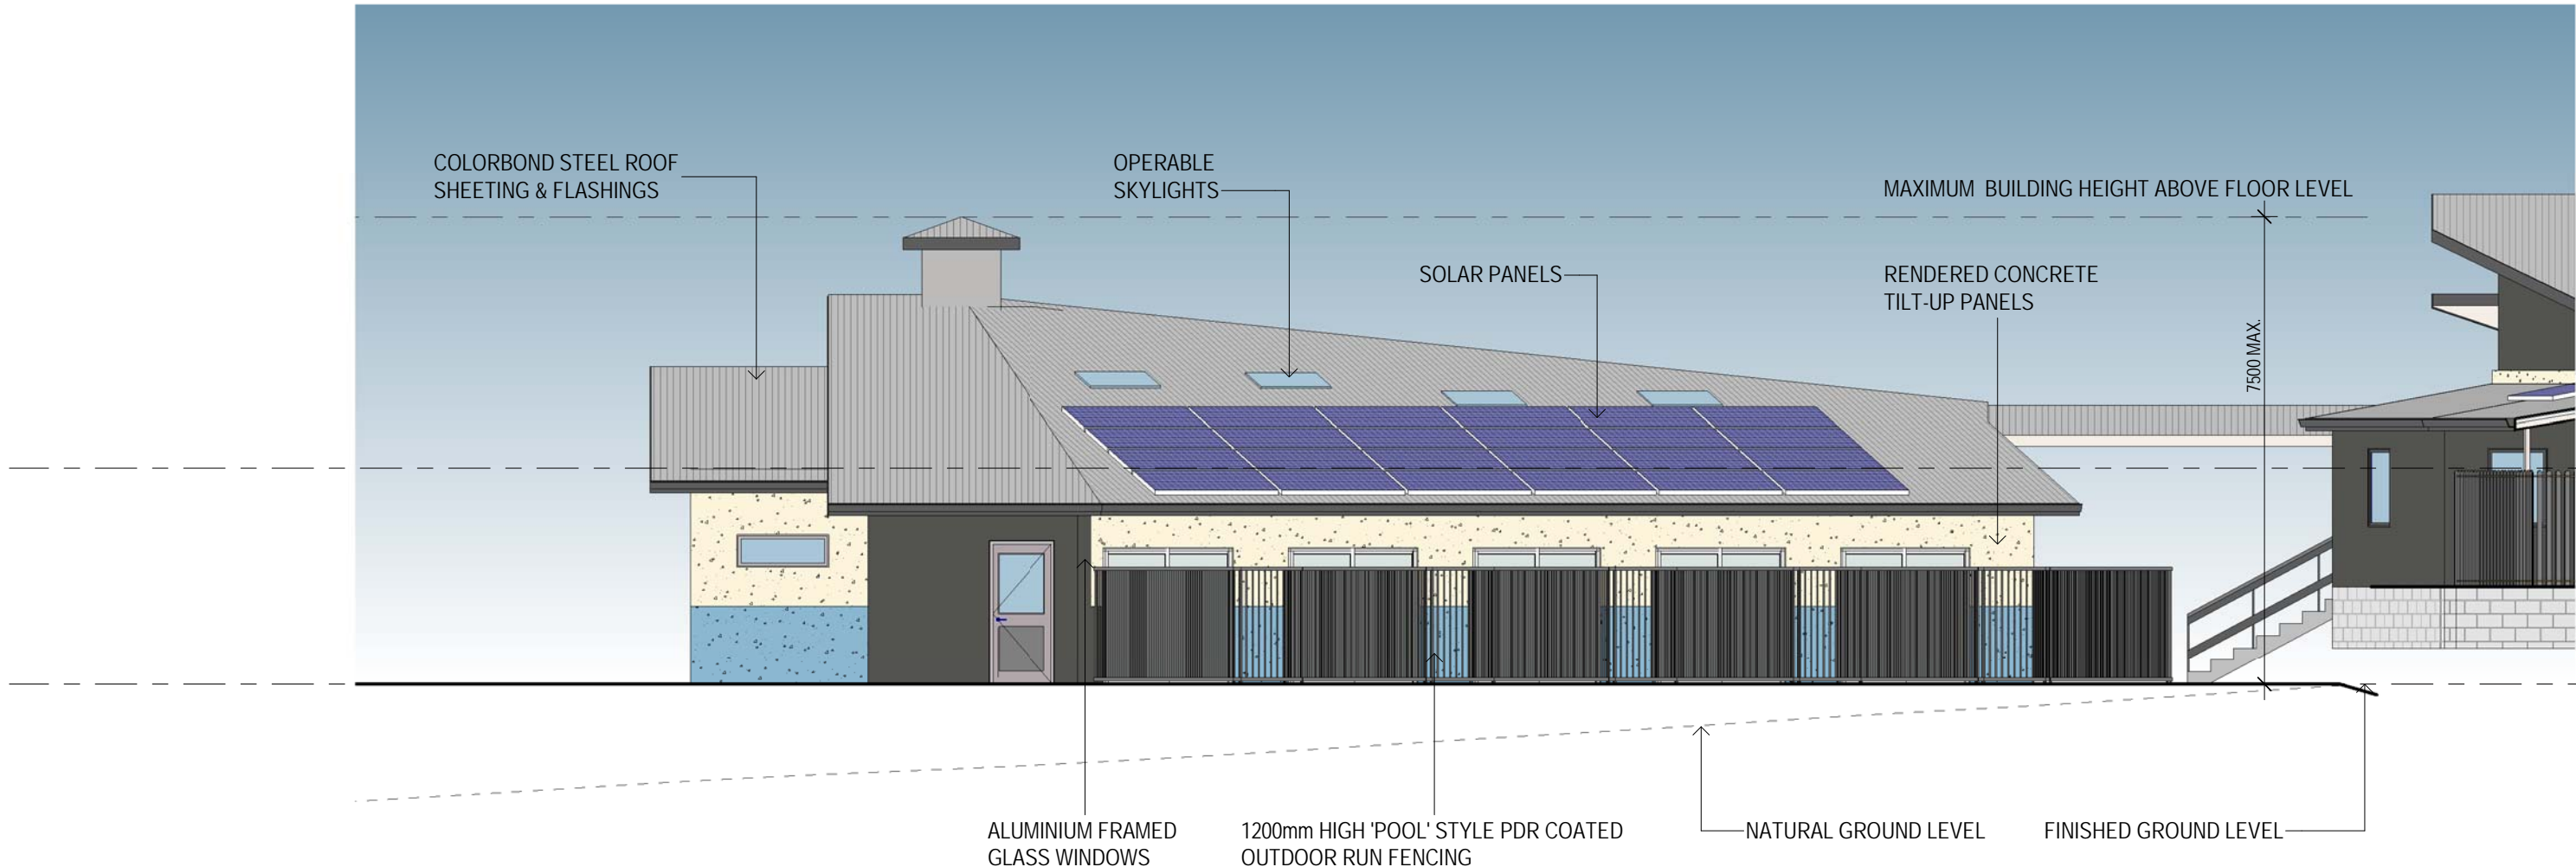 COLORBOND STEEL ROOF
SHEETING & FLASHINGS
OPERABLE
SKYLIGHTS
MAXIMUM BUILDING HEIGHT ABOVE FLOOR LEVEL
SOLAR PANELS
RENDERED CONCRETE
TILT-UP PANELS
7500 MAX.
ALUMINIUM FRAMED
GLASS WINDOWS
1200mm HIGH 'POOL' STYLE PDR COATED
OUTDOOR RUN FENCING
NATURAL GROUND LEVEL
FINISHED GROUND LEVEL